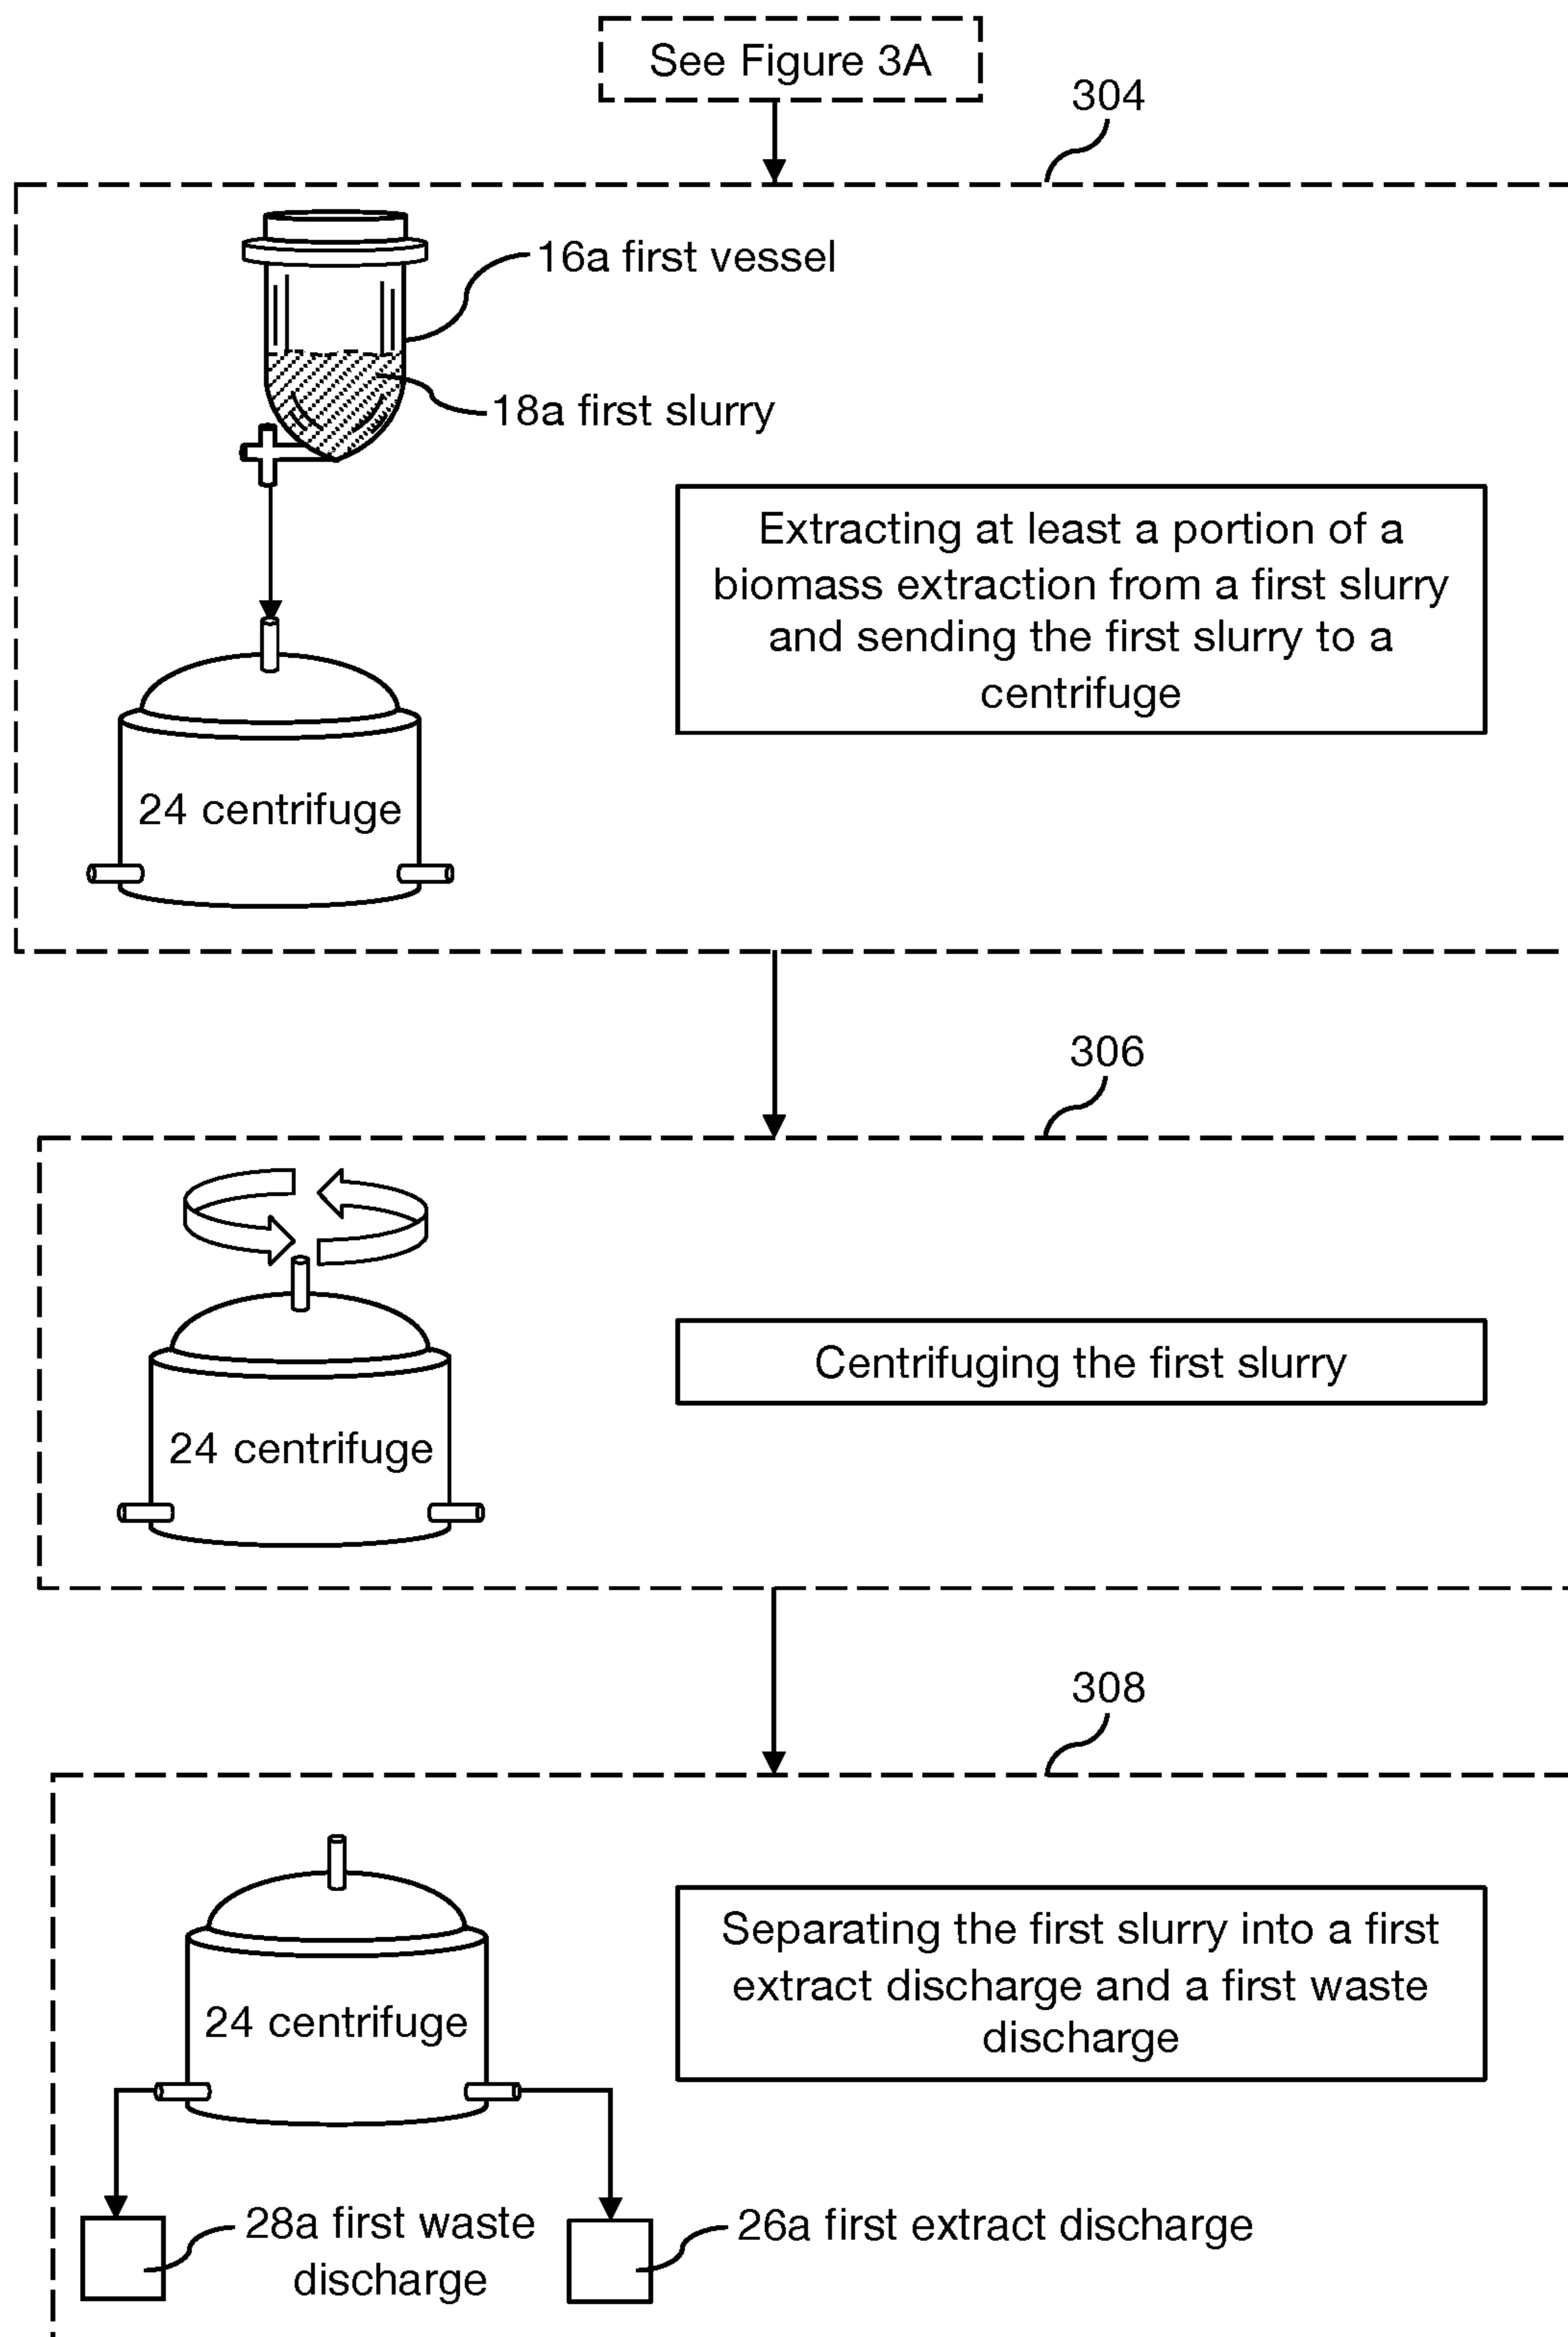 See Figure 3A
304
16a first vessel
18a first slurry
Extracting at least a portion of a
biomass extraction from a first slurry
and sending the first slurry to a
centrifuge
24 centrifuge
306
Centrifuging the first slurry
24 centrifuge
308
Separating the first slurry into a first
extract discharge and a first waste
discharge
24 centrifuge
28a first waste
discharge
26a first extract discharge